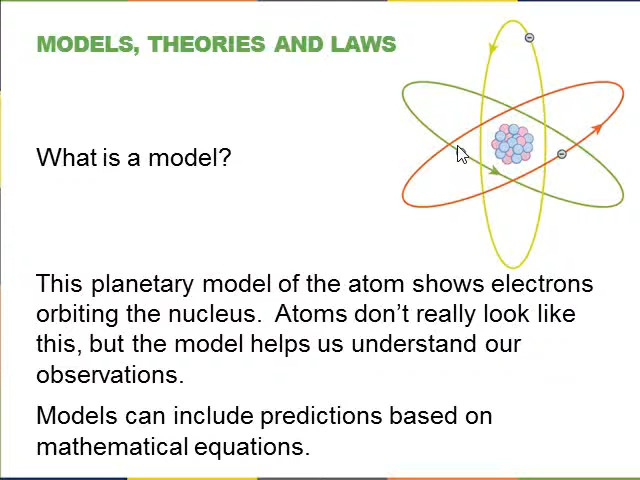 MODELS, THEORIES AND LAWS
What is a model?
This planetary model of the atom shows electrons
orbiting the nucleus.  Atoms don’t really look like
this, but the model helps us understand our
observations.
Models can include predictions based on
mathematical equations.